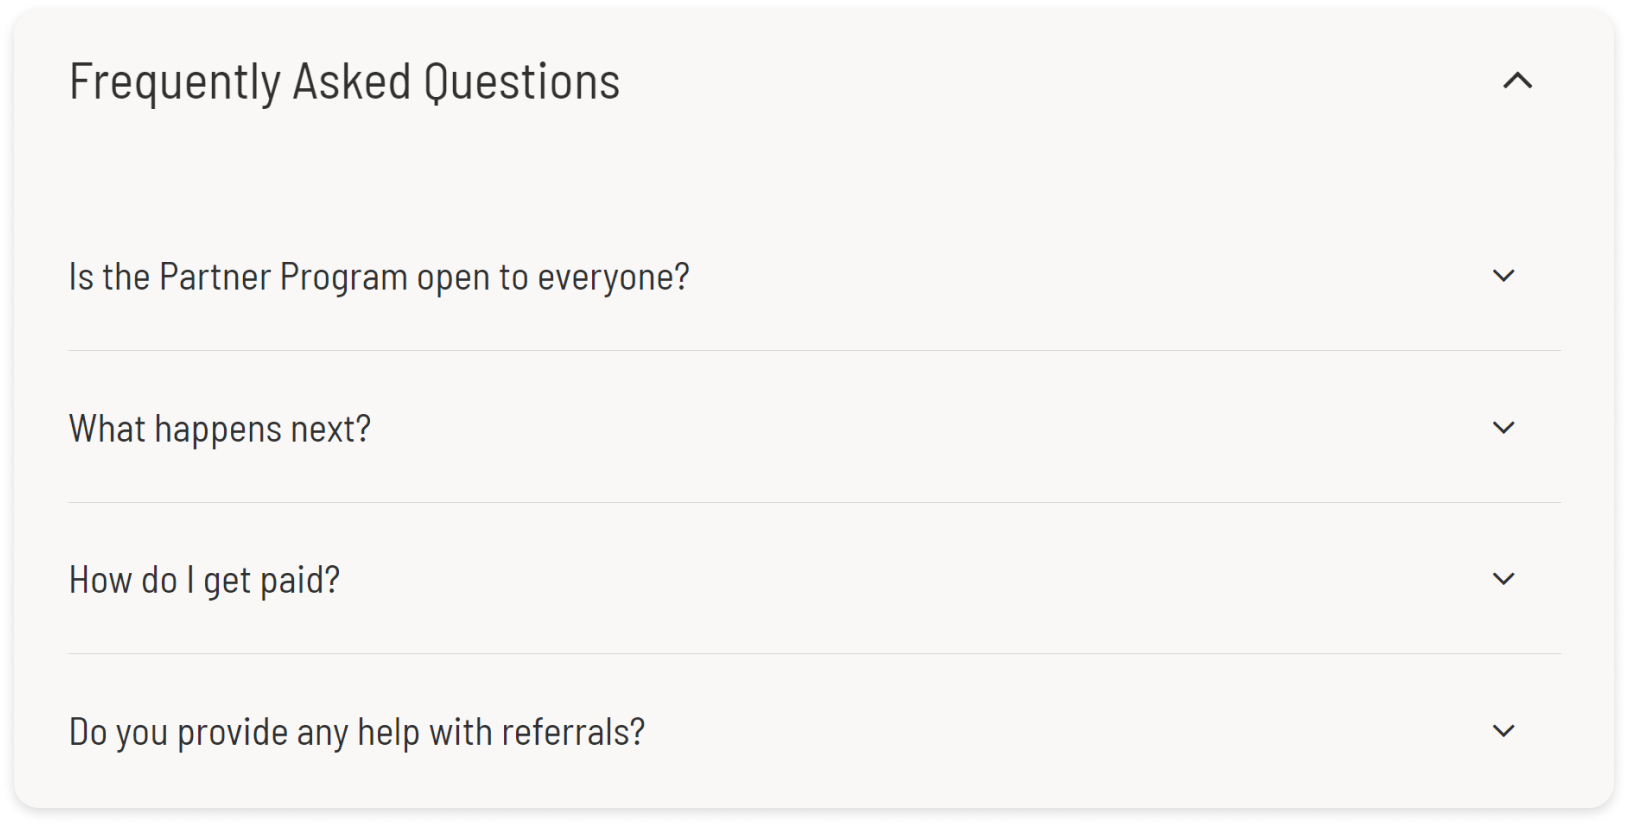 Frequently Asked Questions
Is the Partner Program open to everyone?
What happens next?
How do I get paid?
Do you provide any help with referrals?